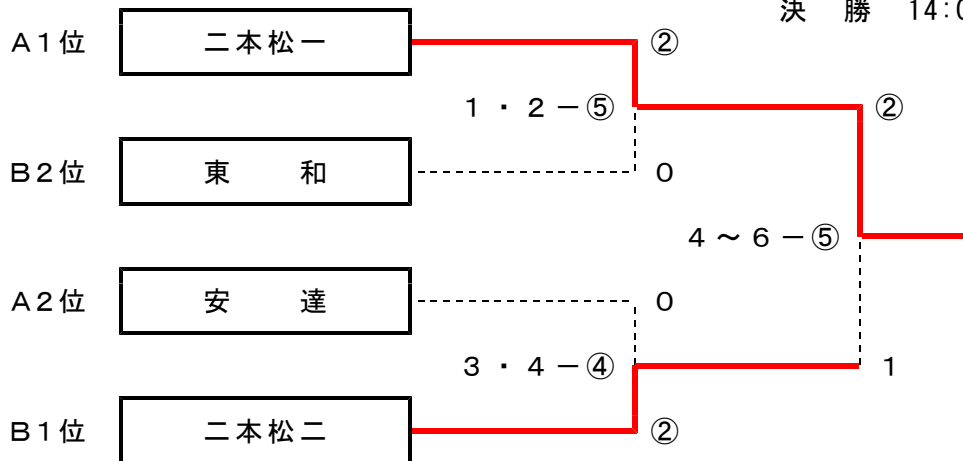 決 勝 14:0
A1位 二本松一 ②
1・2－⑤ ②
B2位 東 和 0
4～6－⑤
A2位 安 達 0
3・4－④ 1
B1位 二本松二 ②